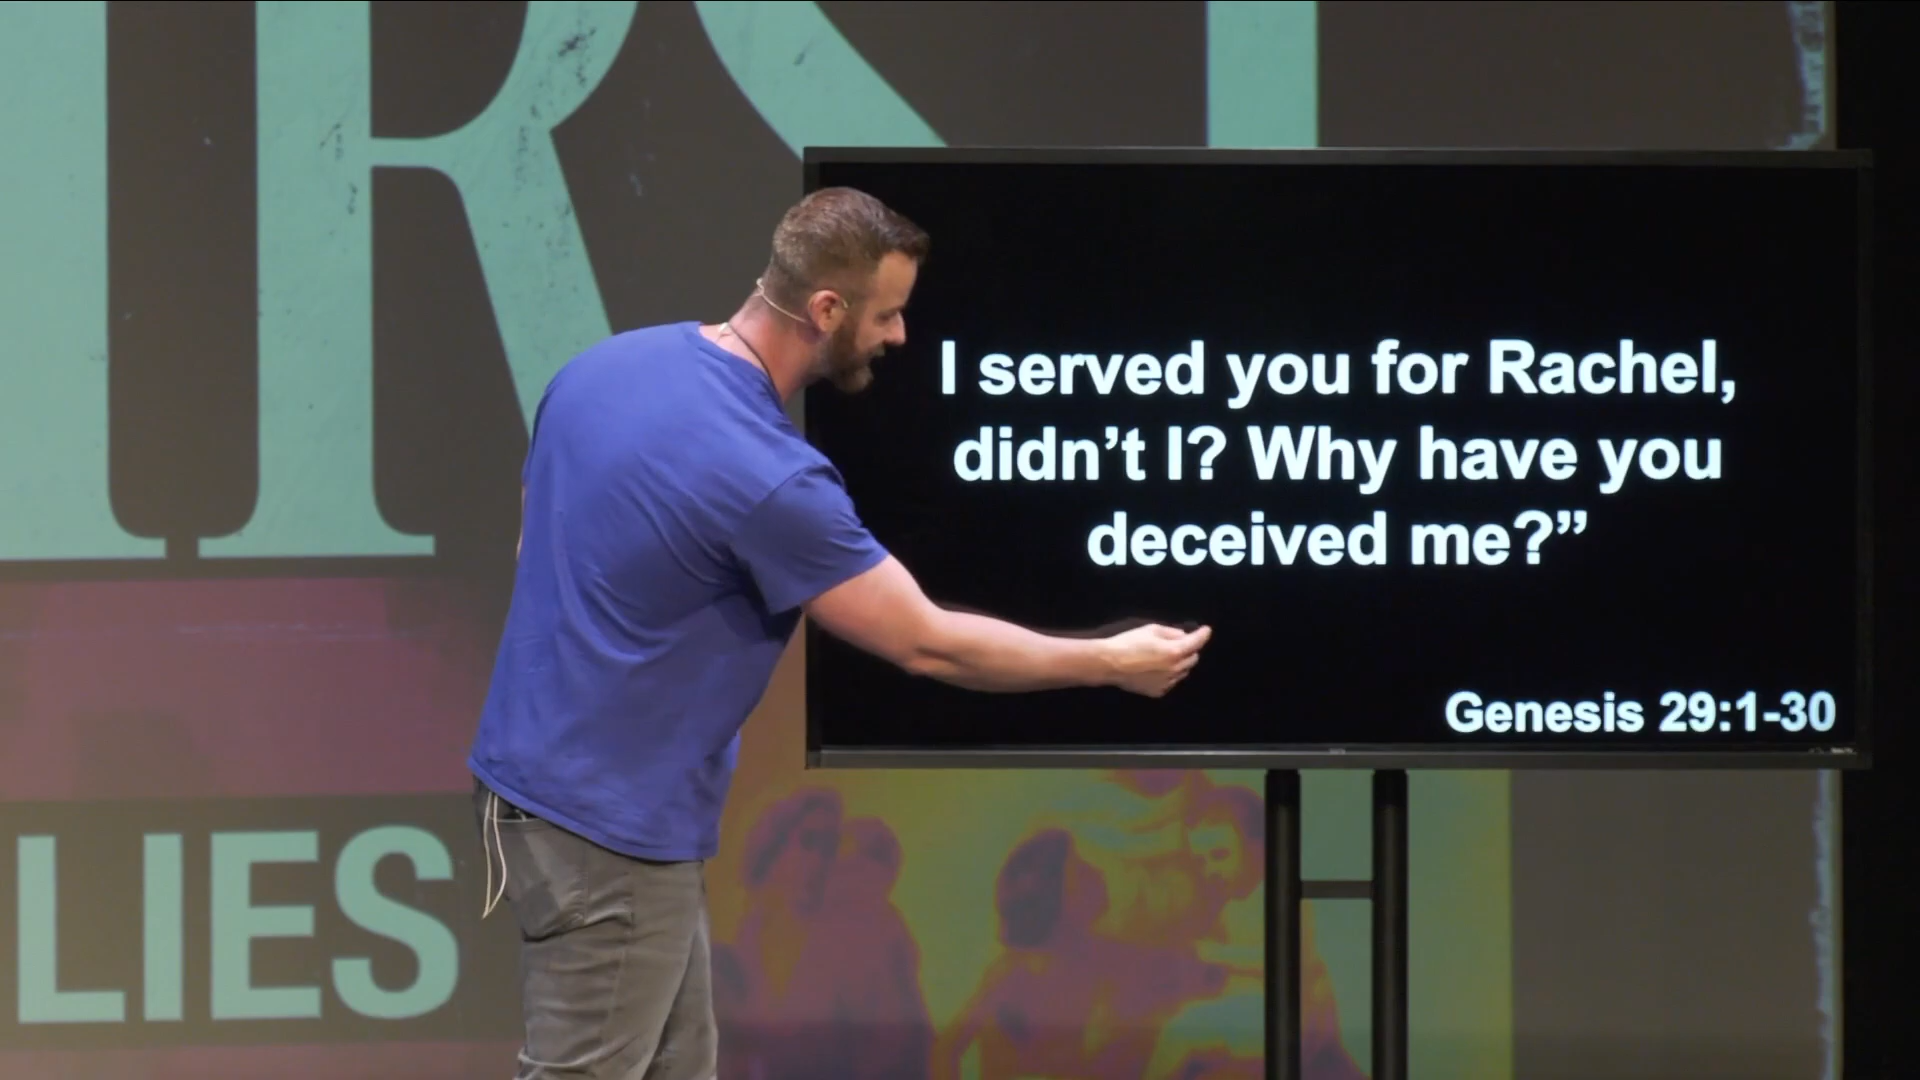 I served you for Rachel,
didn’t I? Why have you
deceived me?”
Genesis 29:1-30
LIES